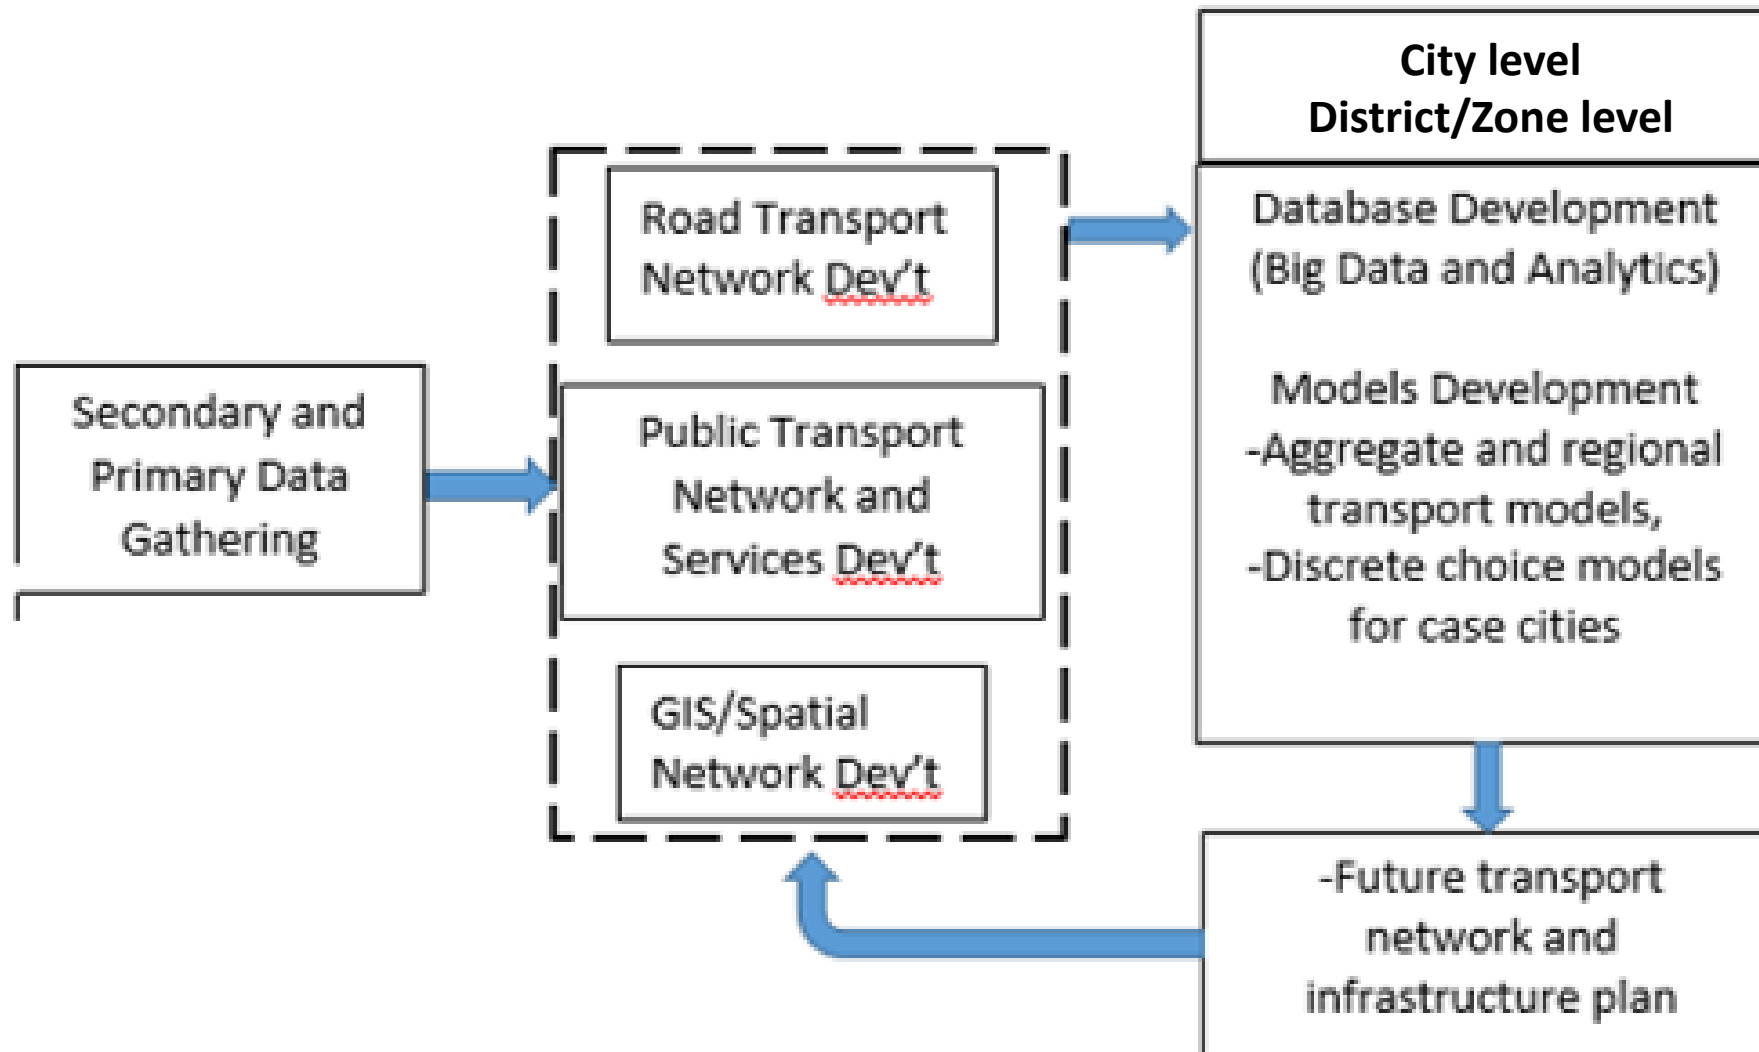 Secondary and
Primary Data
Gathering
Road Transport
Network Dev’t
Public Transport
Network and
Services Dev’t
GIS/Spatial
Network Dev’t
City level
District/Zone level
Database Development
(Big Data and Analytics)
Models Development
-Aggregate and regional
transport models,
-Discrete choice models
for case cities
-Future transport
network and
infrastructure plan